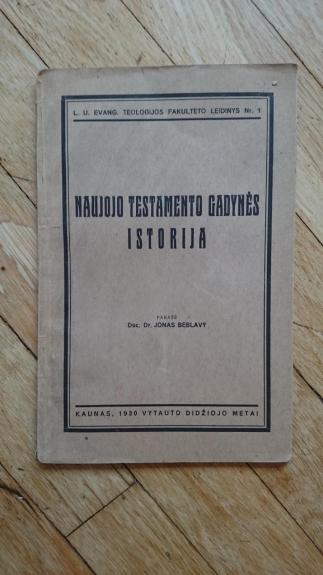 L. U. EVANG. TEOLOGIJOS FAKULTETO LEIDINYS Nr. 1
NAUJOJO TESTAMENTO GADYNĖS
ISTORIJA
PARAŠĖ
Doc. Dr. JONAS BEBLAVY
KAUNAS, 1930 VYTAUTO DIDŽIOJO METAI